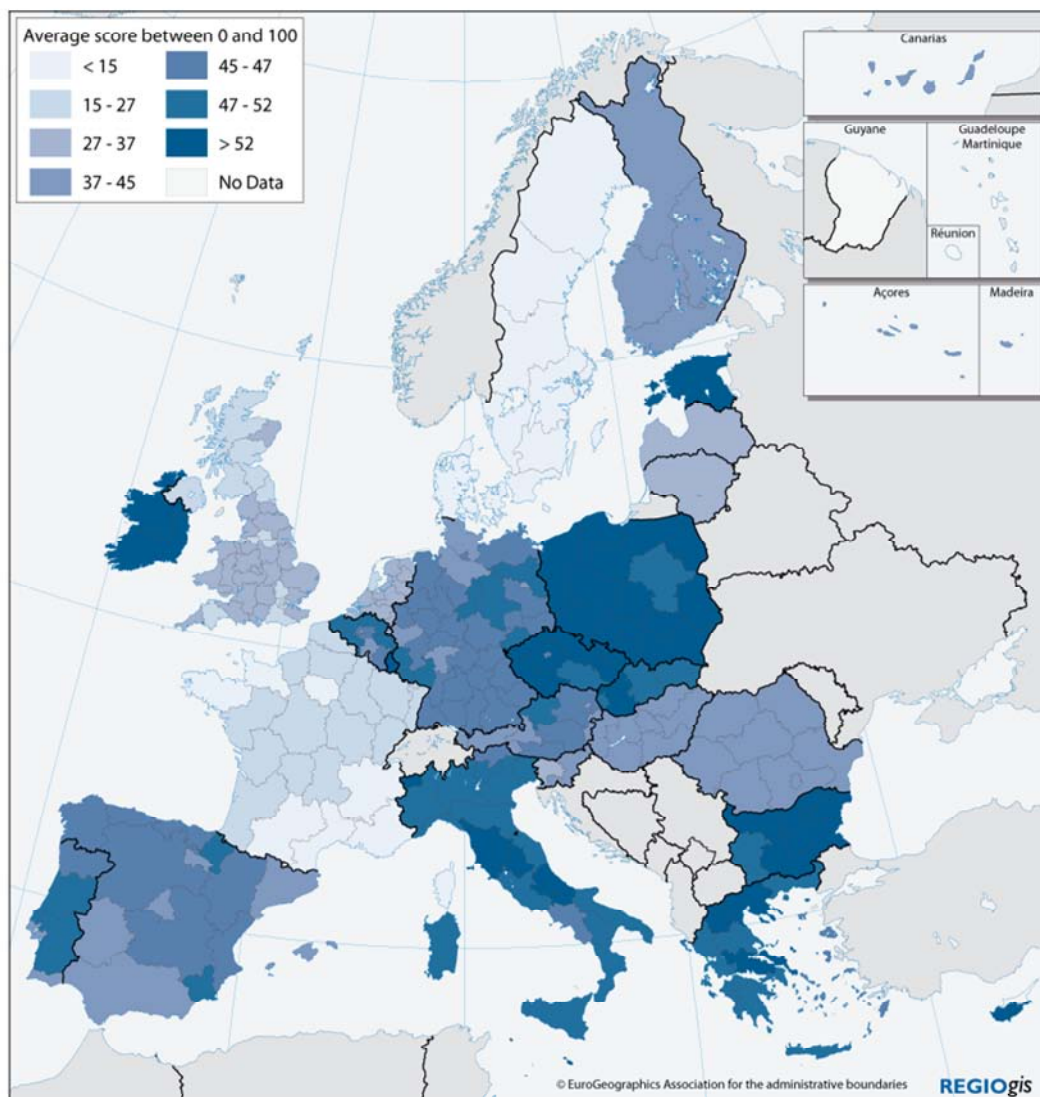 Average score between 0 and 100
< 15
45 - 47
15 - 27
47 - 52
27 - 37
> 52
37 - 45
No Data
Canarias
Guyane
Guadeloupe
Martinique
Réunion
Açores
Madeira
© EuroGeographics Association for the administrative boundaries
REGIOgis